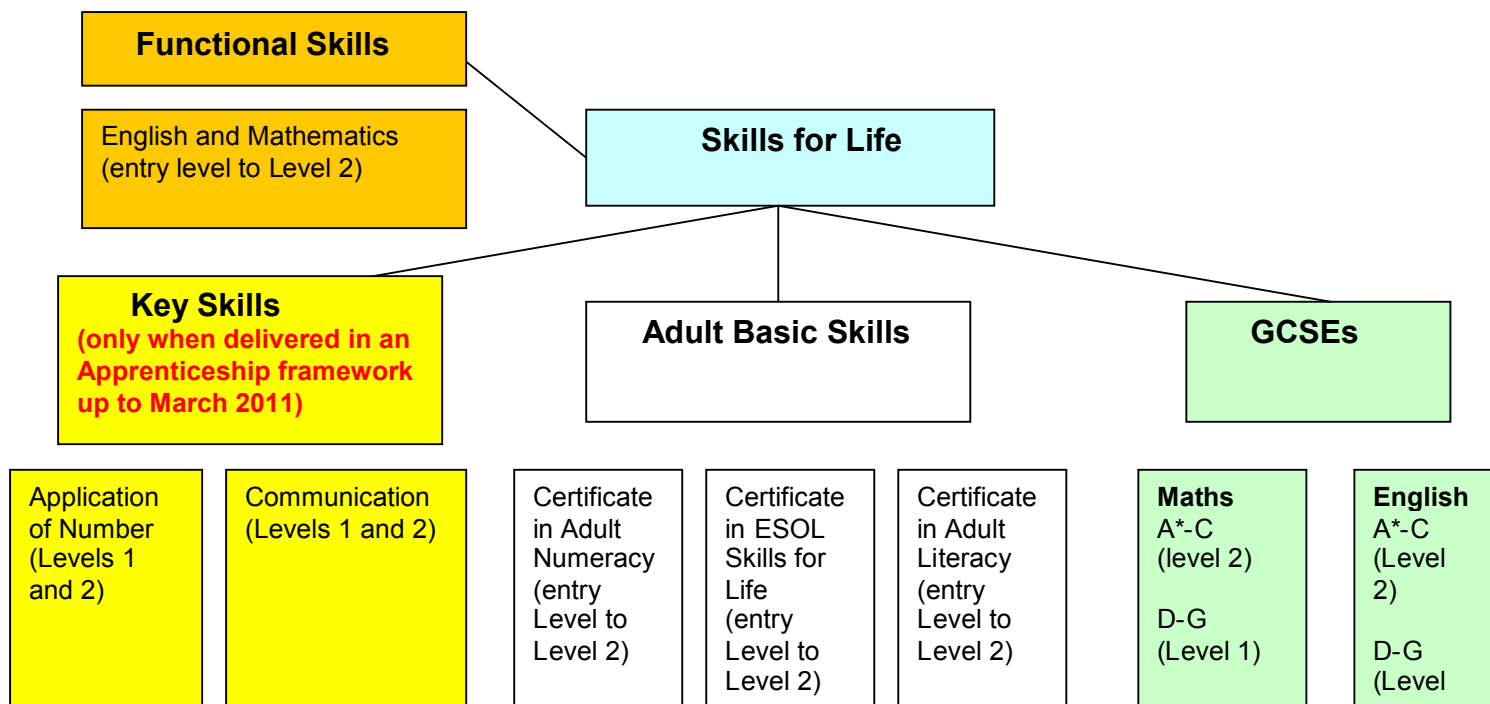 Functional Skills
English and Mathematics
(entry level to Level 2)
Skills for Life
Key Skills
(only when delivered in an
Apprenticeship framework
up to March 2011)
Adult Basic Skills
GCSEs
Application
of Number
(Levels 1
and 2)
Communication
(Levels 1 and 2)
Certificate
in Adult
Numeracy
(entry
Level to
Level 2)
Certificate
in ESOL
Skills for
Life
(entry
Level to
Level 2)
Certificate
in Adult
Literacy
(entry
Level to
Level 2)
Maths
A*-C
(level 2)
D-G
(Level 1)
English
A*-C
(Level
2)
D-G
(Level